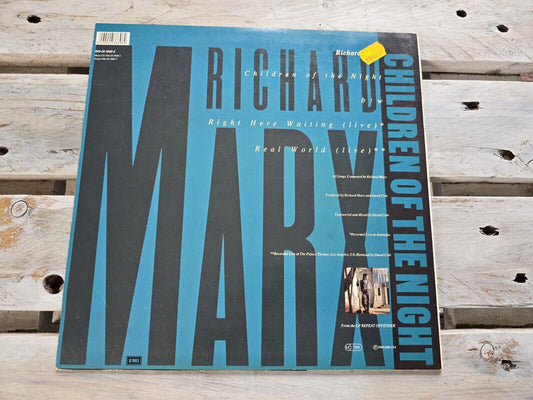 RICHARD
MARX
CHILDREN OF THE NIGHT
Richard
Children of the Night
b/w
Right Here Waiting (live)*
Real World (live)**
All Songs Composed by Richard Marx
Produced by Richard Marx and David Cole
Engineered and Mixed by David Cole
*Recorded Live in Australia
**Recorded Live at The Palace Theatre, Los Angeles, CA Remixed by David Cole
From the LP REPEAT OFFENDER
EMI